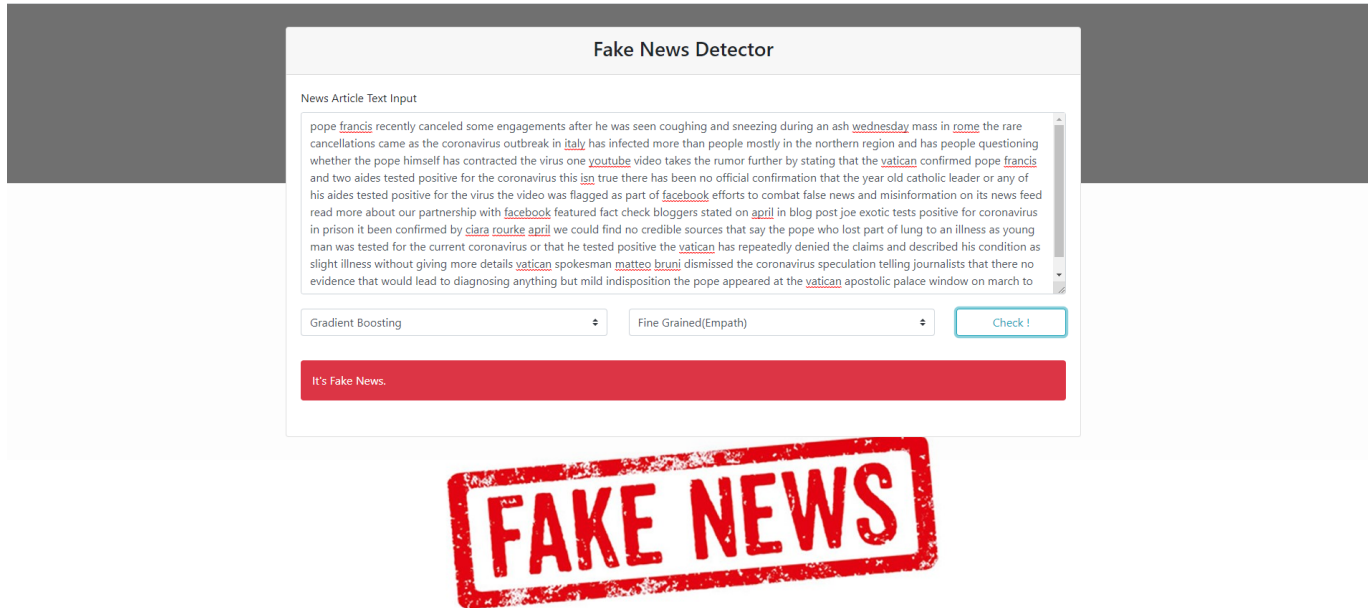 Fake News Detector
News Article Text Input
pope francis recently canceled some engagements after he was seen coughing and sneezing during an ash wednesday mass in rome the rare
cancellations came as the coronavirus outbreak in italy has infected more than people mostly in the northern region and has people questioning
whether the pope himself has contracted the virus one youtube video takes the rumor further by stating that the vatican confirmed pope francis
and two aides tested positive for the coronavirus this isn true there has been no official confirmation that the year old catholic leader or any of
his aides tested positive for the virus the video was flagged as part of facebook efforts to combat false news and misinformation on its news feed
read more about our partnership with facebook featured fact check bloggers stated on april in blog post joe exotic tests positive for coronavirus
in prison it been confirmed by ciara rourke april we could find no credible sources that say the pope who lost part of lung to an illness as young
man was tested for the current coronavirus or that he tested positive the vatican has repeatedly denied the claims and described his condition as
slight illness without giving more details vatican spokesman matteo bruni dismissed the coronavirus speculation telling journalists that there no
evidence that would lead to diagnosing anything but mild indisposition the pope appeared at the vatican apostolic palace window on march to
Gradient Boosting Fine Grained(Empath) Check !
It's Fake News.
FAKE NEWS